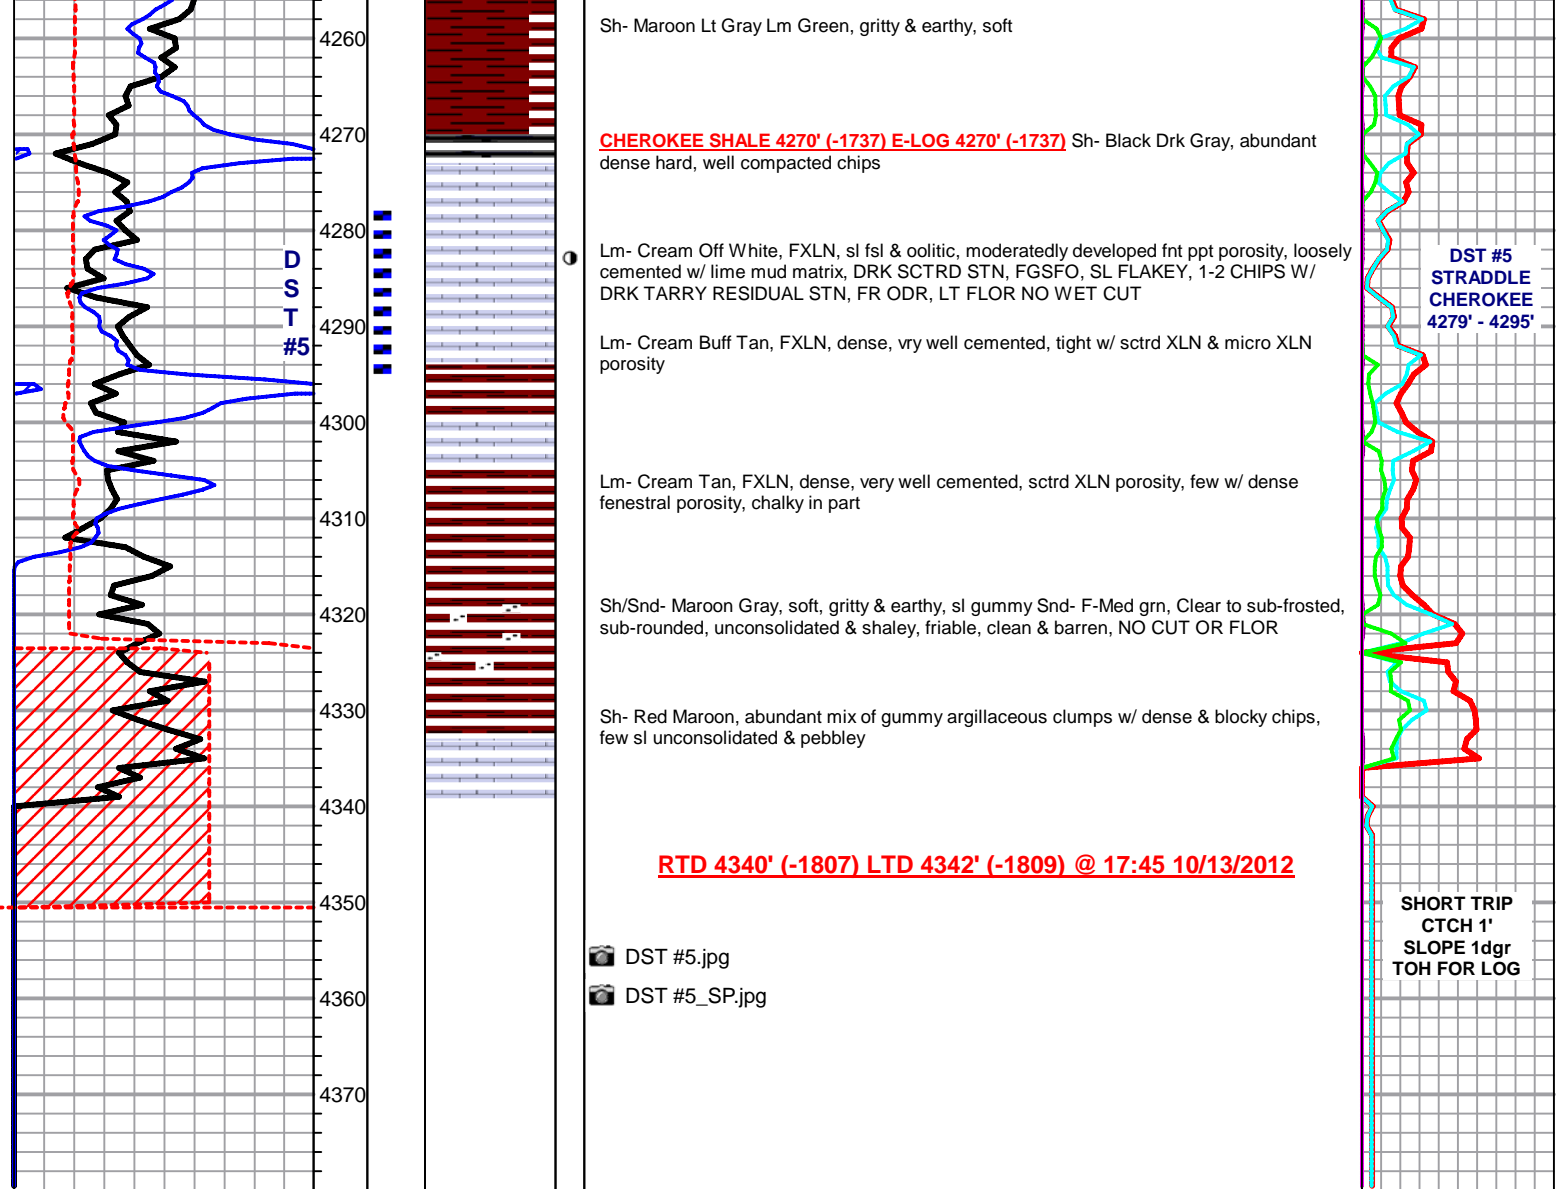 4260
4270
4280
4290
4300
4310
4320
4330
4340
4350
4360
4370
D
S
T
#5
Sh- Maroon Lt Gray Lm Green, gritty & earthy, soft
CHEROKEE SHALE 4270' (-1737) E-LOG 4270' (-1737) Sh- Black Drk Gray, abundant
dense hard, well compacted chips
Lm- Cream Off White, FXLN, sl fsl & oolitic, moderatedly developed fnt ppt porosity, loosely
cemented w/ lime mud matrix, DRK SCTRD STN, FGSFO, SL FLAKEY, 1-2 CHIPS W/
DRK TARRY RESIDUAL STN, FR ODR, LT FLOR NO WET CUT
Lm- Cream Buff Tan, FXLN, dense, vry well cemented, tight w/ sctrd XLN & micro XLN
porosity
Lm- Cream Tan, FXLN, dense, very well cemented, sctrd XLN porosity, few w/ dense
fenestral porosity, chalky in part
Sh/Snd- Maroon Gray, soft, gritty & earthy, sl gummy Snd- F-Med grn, Clear to sub-frosted,
sub-rounded, unconsolidated & shaley, friable, clean & barren, NO CUT OR FLOR
Sh- Red Maroon, abundant mix of gummy argillaceous clumps w/ dense & blocky chips,
few sl unconsolidated & pebbley
RTD 4340' (-1807) LTD 4342' (-1809) @ 17:45 10/13/2012
DST #5.jpg
DST #5_SP.jpg
DST #5
STRADDLE
CHEROKEE
4279' - 4295'
SHORT TRIP
CTCH 1'
SLOPE 1dgr
TOH FOR LOG